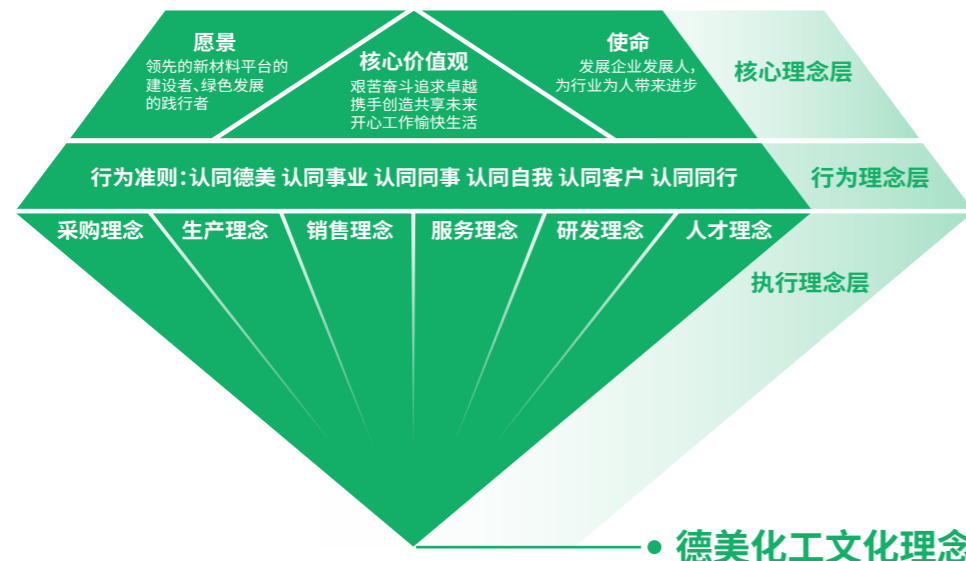 愿景
领先的新材料平台的
建设者、绿色发展
的践行者
核心价值观
艰苦奋斗追求卓越
携手创造共享未来
开心工作愉快生活
使命
发展企业发展人，
为行业为人带来进步
核心理念层
行为准则：认同德美 认同事业 认同同事 认同自我 认同客户 认同同行
行为理念层
采购理念 生产理念 销售理念 服务理念 研发理念 人才理念
执行理念层
德美化工文化理念